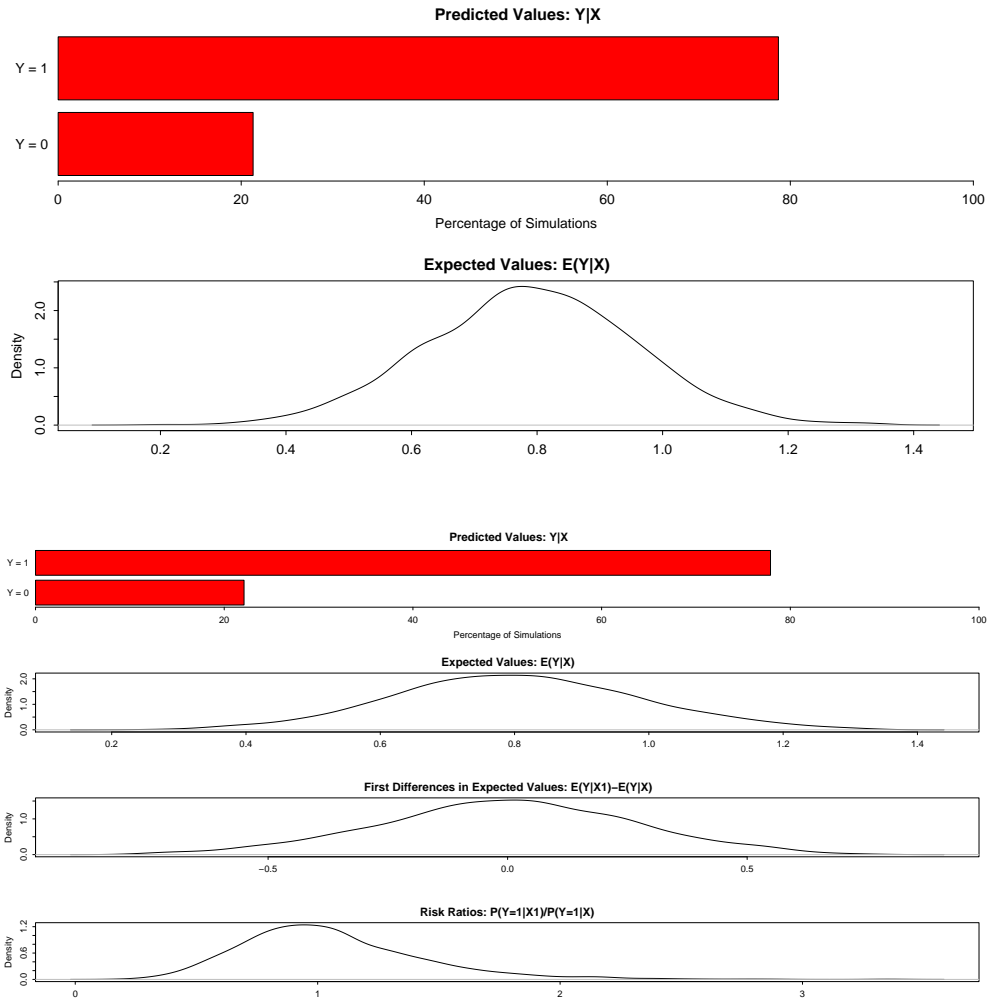 Predicted Values: Y|X
Y = 1
Y = 0
0 20 40 60 80 100
Percentage of Simulations
Expected Values: E(Y|X)
Density
0.0 1.0 2.0
0.2 0.4 0.6 0.8 1.0 1.2 1.4
Predicted Values: Y|X
Y = 1
Y = 0
0 20 40 60 80 100
Percentage of Simulations
Expected Values: E(Y|X)
Density
0.0 1.0 2.0
0.2 0.4 0.6 0.8 1.0 1.2 1.4
First Differences in Expected Values: E(Y|X1)−E(Y|X)
Density
0.0 1.0
−0.5 0.0 0.5
Risk Ratios: P(Y=1|X1)/P(Y=1|X)
Density
0.0 0.6 1.2
0 1 2 3